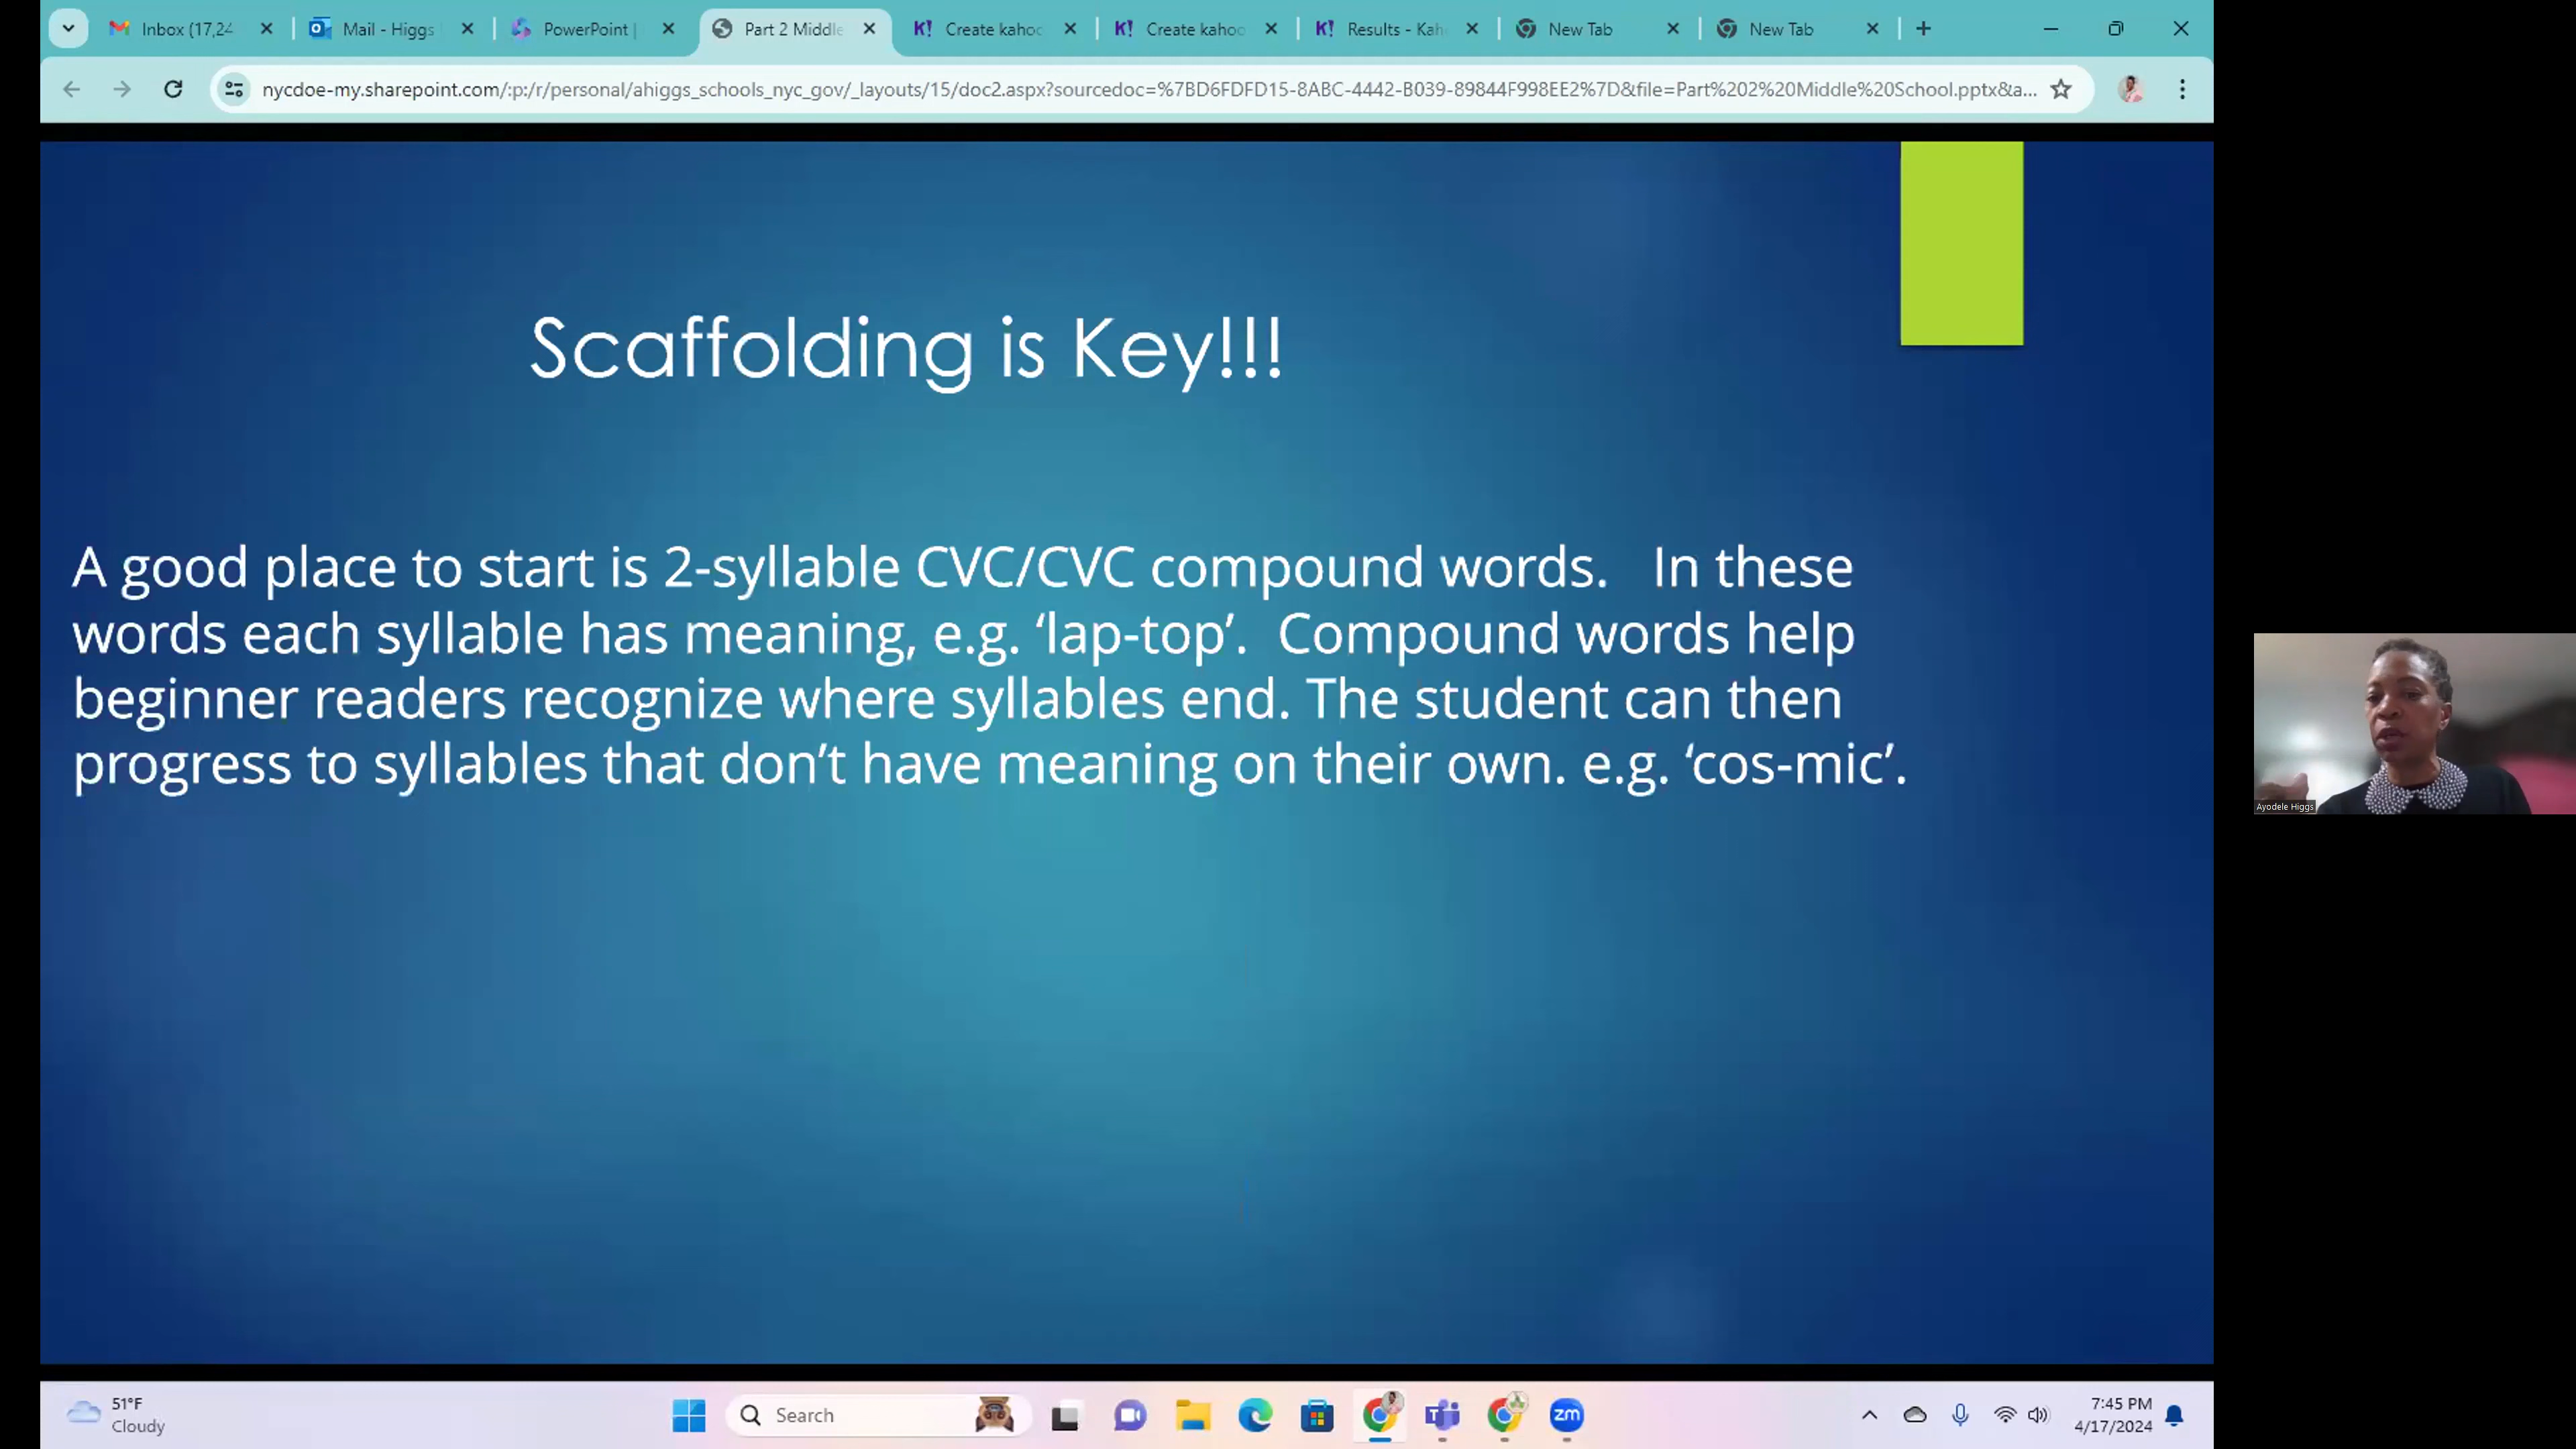 Inbox (17,24
Mail - Higgs
PowerPoint |
Part 2 Middle
Create kahoo
Create kahoo
Results - Kah
New Tab
New Tab
nycdoe-my.sharepoint.com/:p:/r/personal/ahiggs_schools_nyc_gov/_layouts/15/doc2.aspx?sourcedoc=%7BD6FDFD15-8ABC-4442-B039-89844F998EE2%7D&file=Part%202%20Middle%20School.pptx&a...
Scaffolding is Key!!!
A good place to start is 2-syllable CVC/CVC compound words.   In these
words each syllable has meaning, e.g. ‘lap-top’.  Compound words help
beginner readers recognize where syllables end. The student can then
progress to syllables that don’t have meaning on their own. e.g. ‘cos-mic’.
Ayodele Higgs
51°F
Cloudy
Search
zm
7:45 PM
4/17/2024